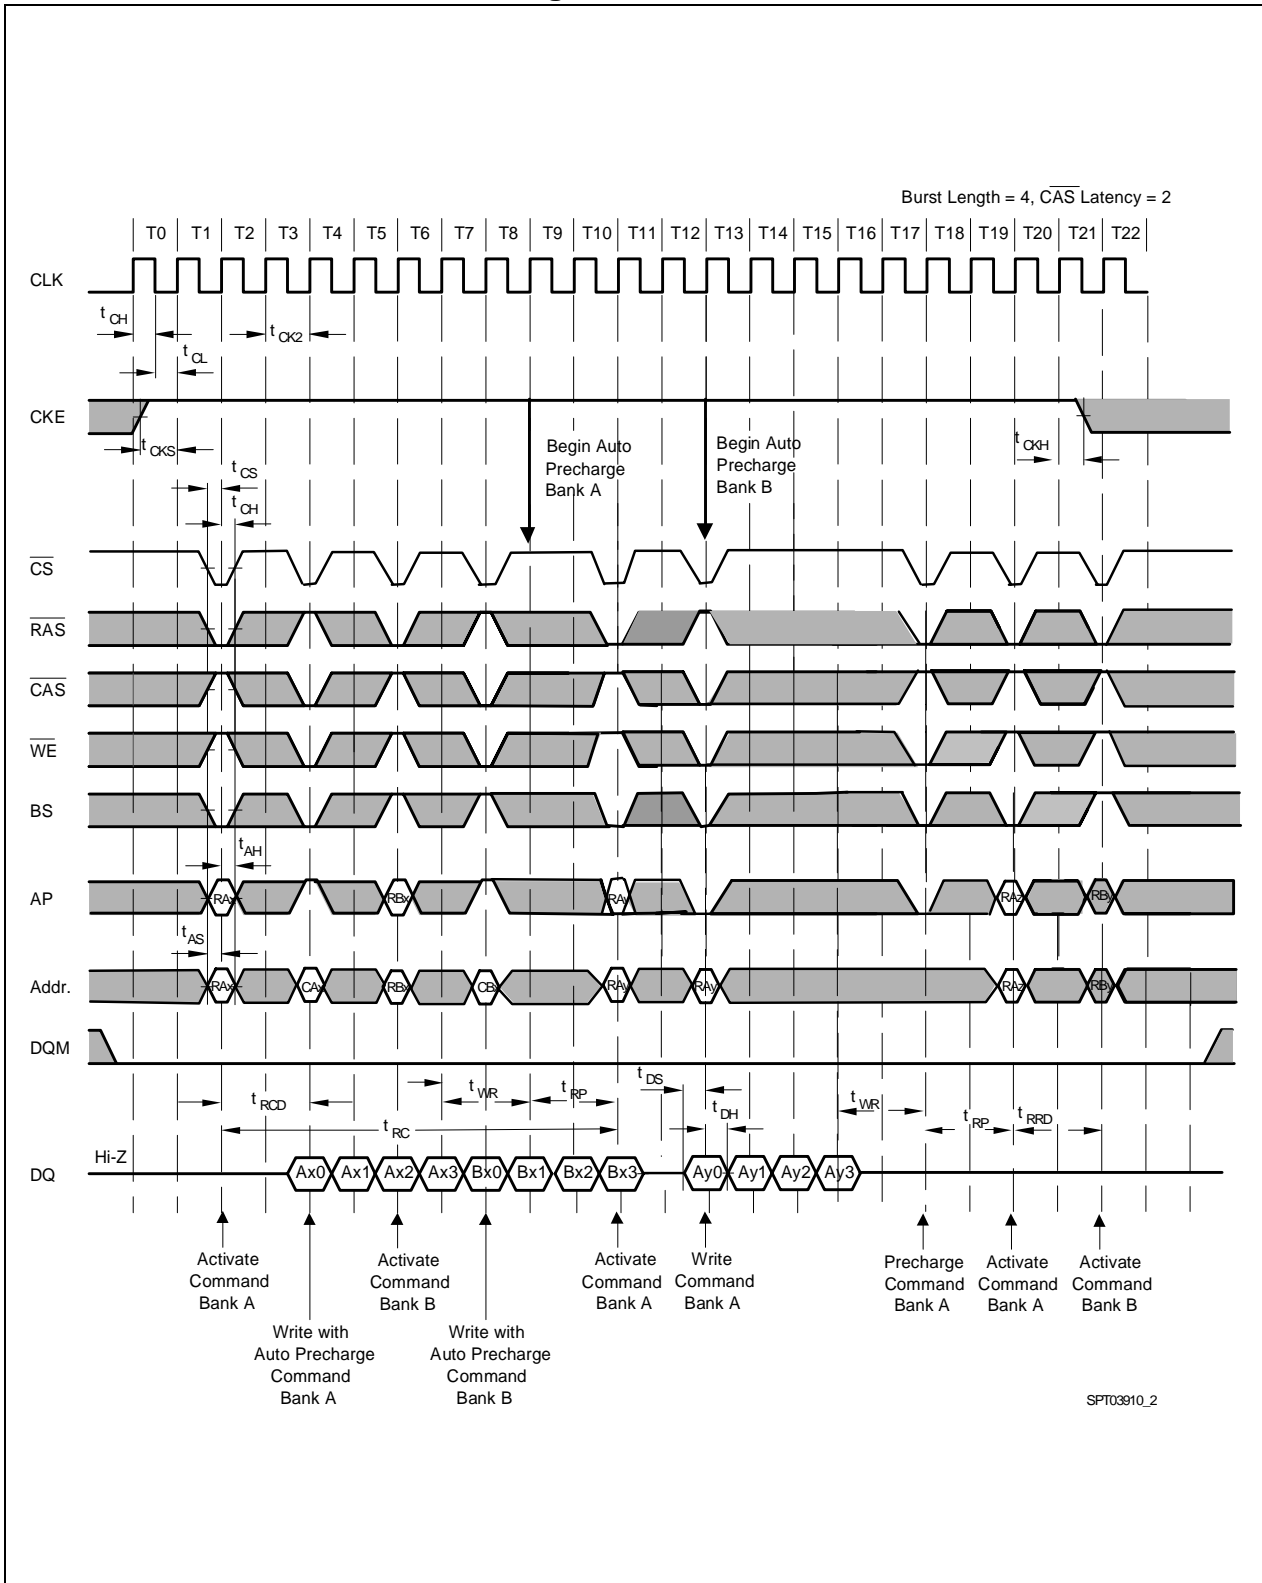 Burst Length = 4, CAS Latency = 2
T0 T1 T2 T3 T4 T5 T6 T7 T8 T9 T10 T11 T12 T13 T14 T15 T16 T17 T18 T19 T20 T21 T22
CLK
t CH
t CK2
t CL
CKE
t CKS
t CS
t CH
Begin Auto
Precharge
Bank A
Begin Auto
Precharge
Bank B
t CKH
CS
RAS
CAS
WE
BS
t AH
AP
RAx RBx RAy RAz RBy
t AS
Addr.
RAx CAx RBx CBx RAy RAy RAz RBy
DQM
t RCD
t WR
t RP
t DS
t DH
t WR
t RP
t RRD
t RC
Hi-Z
DQ
Ax0 Ax1 Ax2 Ax3 Bx0 Bx1 Bx2 Bx3 Ay0 Ay1 Ay2 Ay3
Activate
Command
Bank A
Activate
Command
Bank B
Activate
Command
Bank A
Write
Command
Bank A
Precharge
Command
Bank A
Activate
Command
Bank A
Activate
Command
Bank B
Write with
Auto Precharge
Command
Bank A
Write with
Auto Precharge
Command
Bank B
SPT03910_2